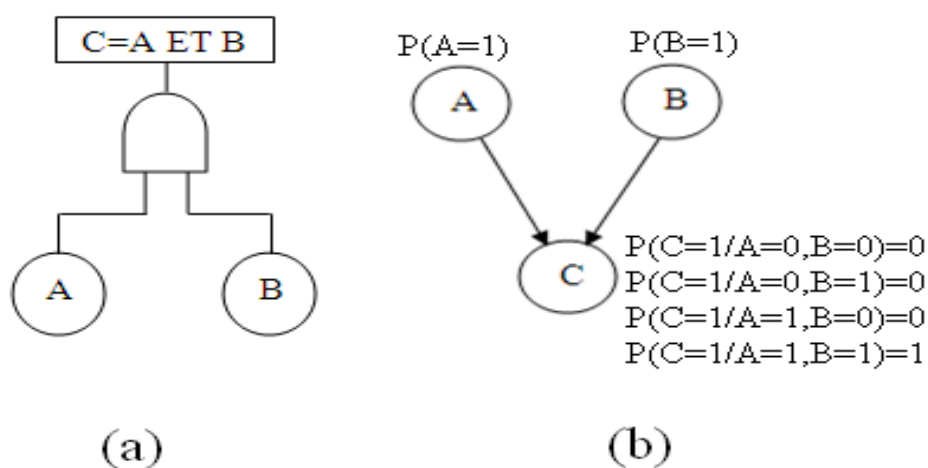 C=A ET B
A
B
(a)
P(A=1)
P(B=1)
A
B
C
P(C=1/A=0,B=0)=0
P(C=1/A=0,B=1)=0
P(C=1/A=1,B=0)=0
P(C=1/A=1,B=1)=1
(b)